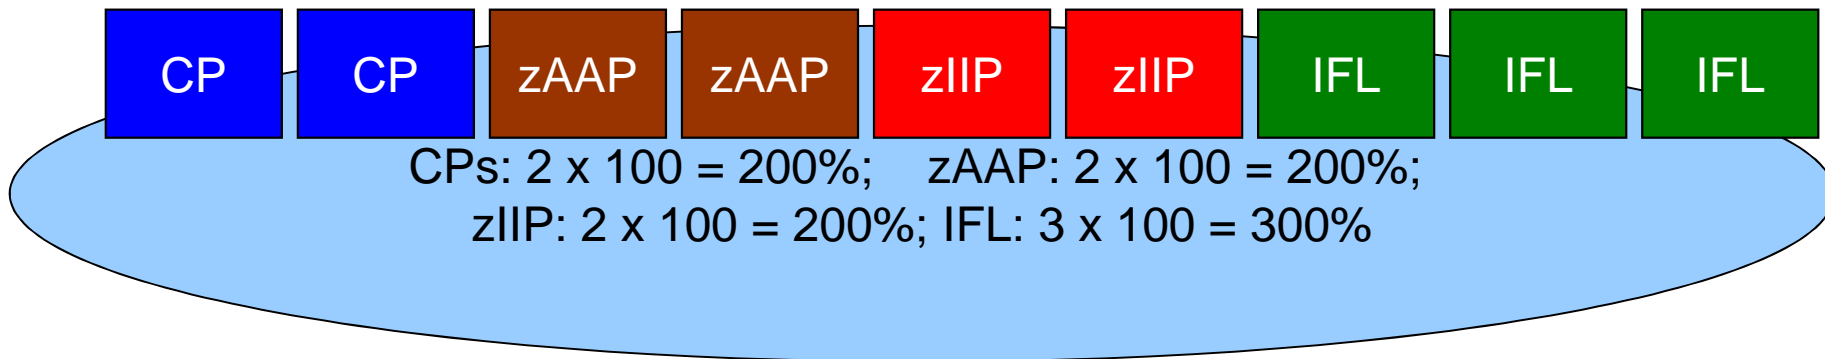 CP CP zAAP zAAP zIIP zIIP IFL IFL IFL
CPs: 2 x 100 = 200%; zAAP: 2 x 100 = 200%;
zIIP: 2 x 100 = 200%; IFL: 3 x 100 = 300%